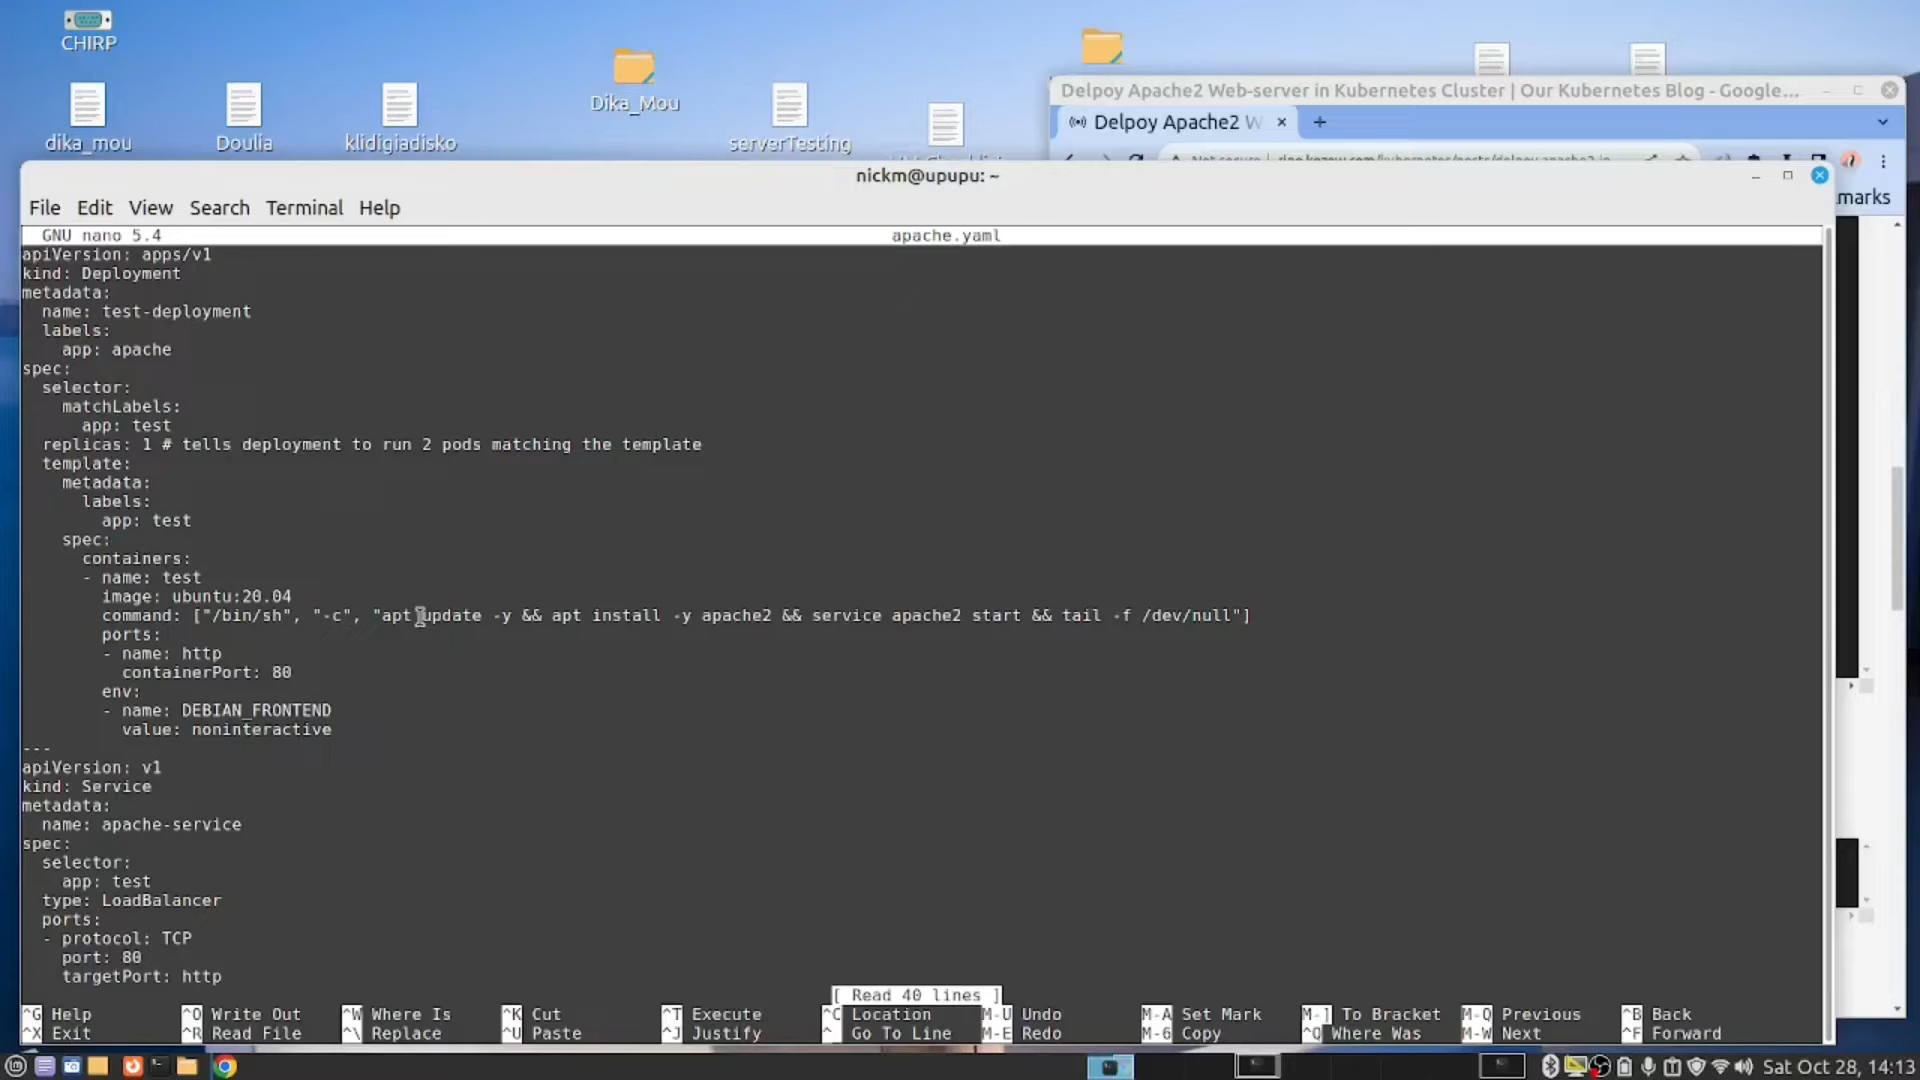 CHIRP
dika_mou
Doulia
klidigiadisko
Dika_Mou
serverTesting
Delpoy Apache2 Web-server in Kubernetes Cluster | Our Kubernetes Blog - Google...
Delpoy Apache2 W
marks
nickm@upupu: ~
File Edit View Search Terminal Help
GNU nano 5.4 apache.yaml
apiVersion: apps/v1
kind: Deployment
metadata:
  name: test-deployment
  labels:
    app: apache
spec:
  selector:
    matchLabels:
      app: test
  replicas: 1 # tells deployment to run 2 pods matching the template
  template:
    metadata:
      labels:
        app: test
    spec:
      containers:
      - name: test
        image: ubuntu:20.04
        command: ["/bin/sh", "-c", "apt update -y && apt install -y apache2 && service apache2 start && tail -f /dev/null"]
        ports:
        - name: http
          containerPort: 80
        env:
        - name: DEBIAN_FRONTEND
          value: noninteractive
---
apiVersion: v1
kind: Service
metadata:
  name: apache-service
spec:
  selector:
    app: test
  type: LoadBalancer
  ports:
  - protocol: TCP
    port: 80
    targetPort: http
[ Read 40 lines ]
^G Help ^O Write Out ^W Where Is ^K Cut ^T Execute ^C Location M-U Undo M-A Set Mark M-] To Bracket M-Q Previous ^B Back
^X Exit ^R Read File ^\ Replace ^U Paste ^J Justify ^_ Go To Line M-E Redo M-6 Copy ^Q Where Was M-W Next ^F Forward
Sat Oct 28, 14:13